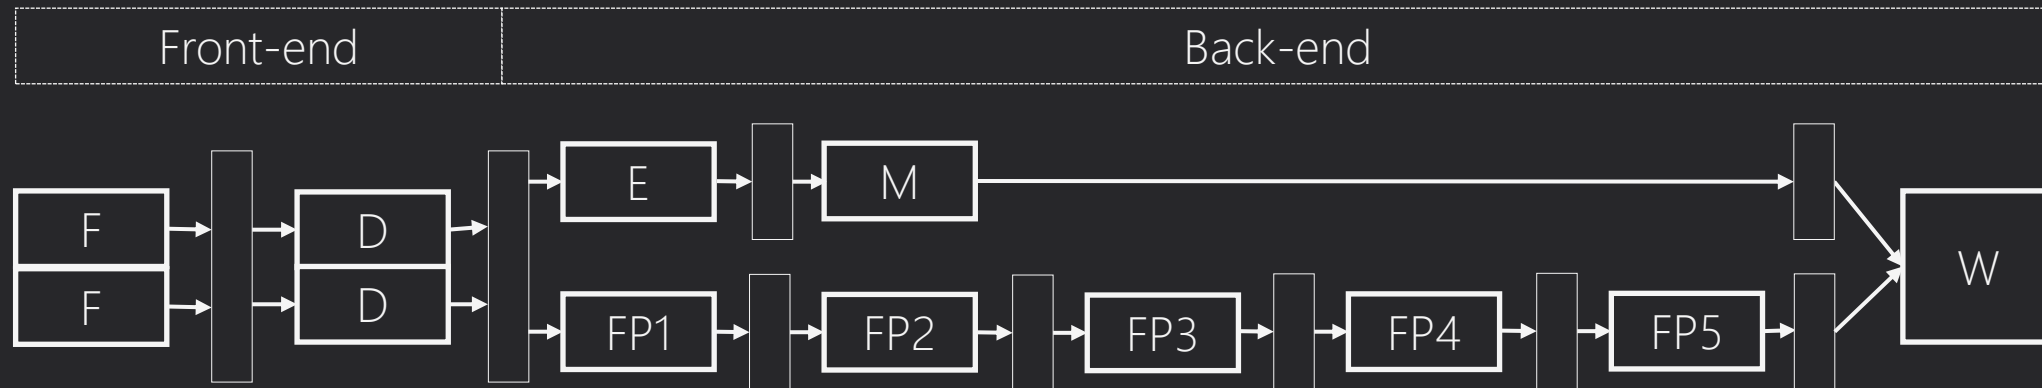 Front-end
Back-end
E
M
F
D
W
F
D
FP1
FP2
FP3
FP4
FP5